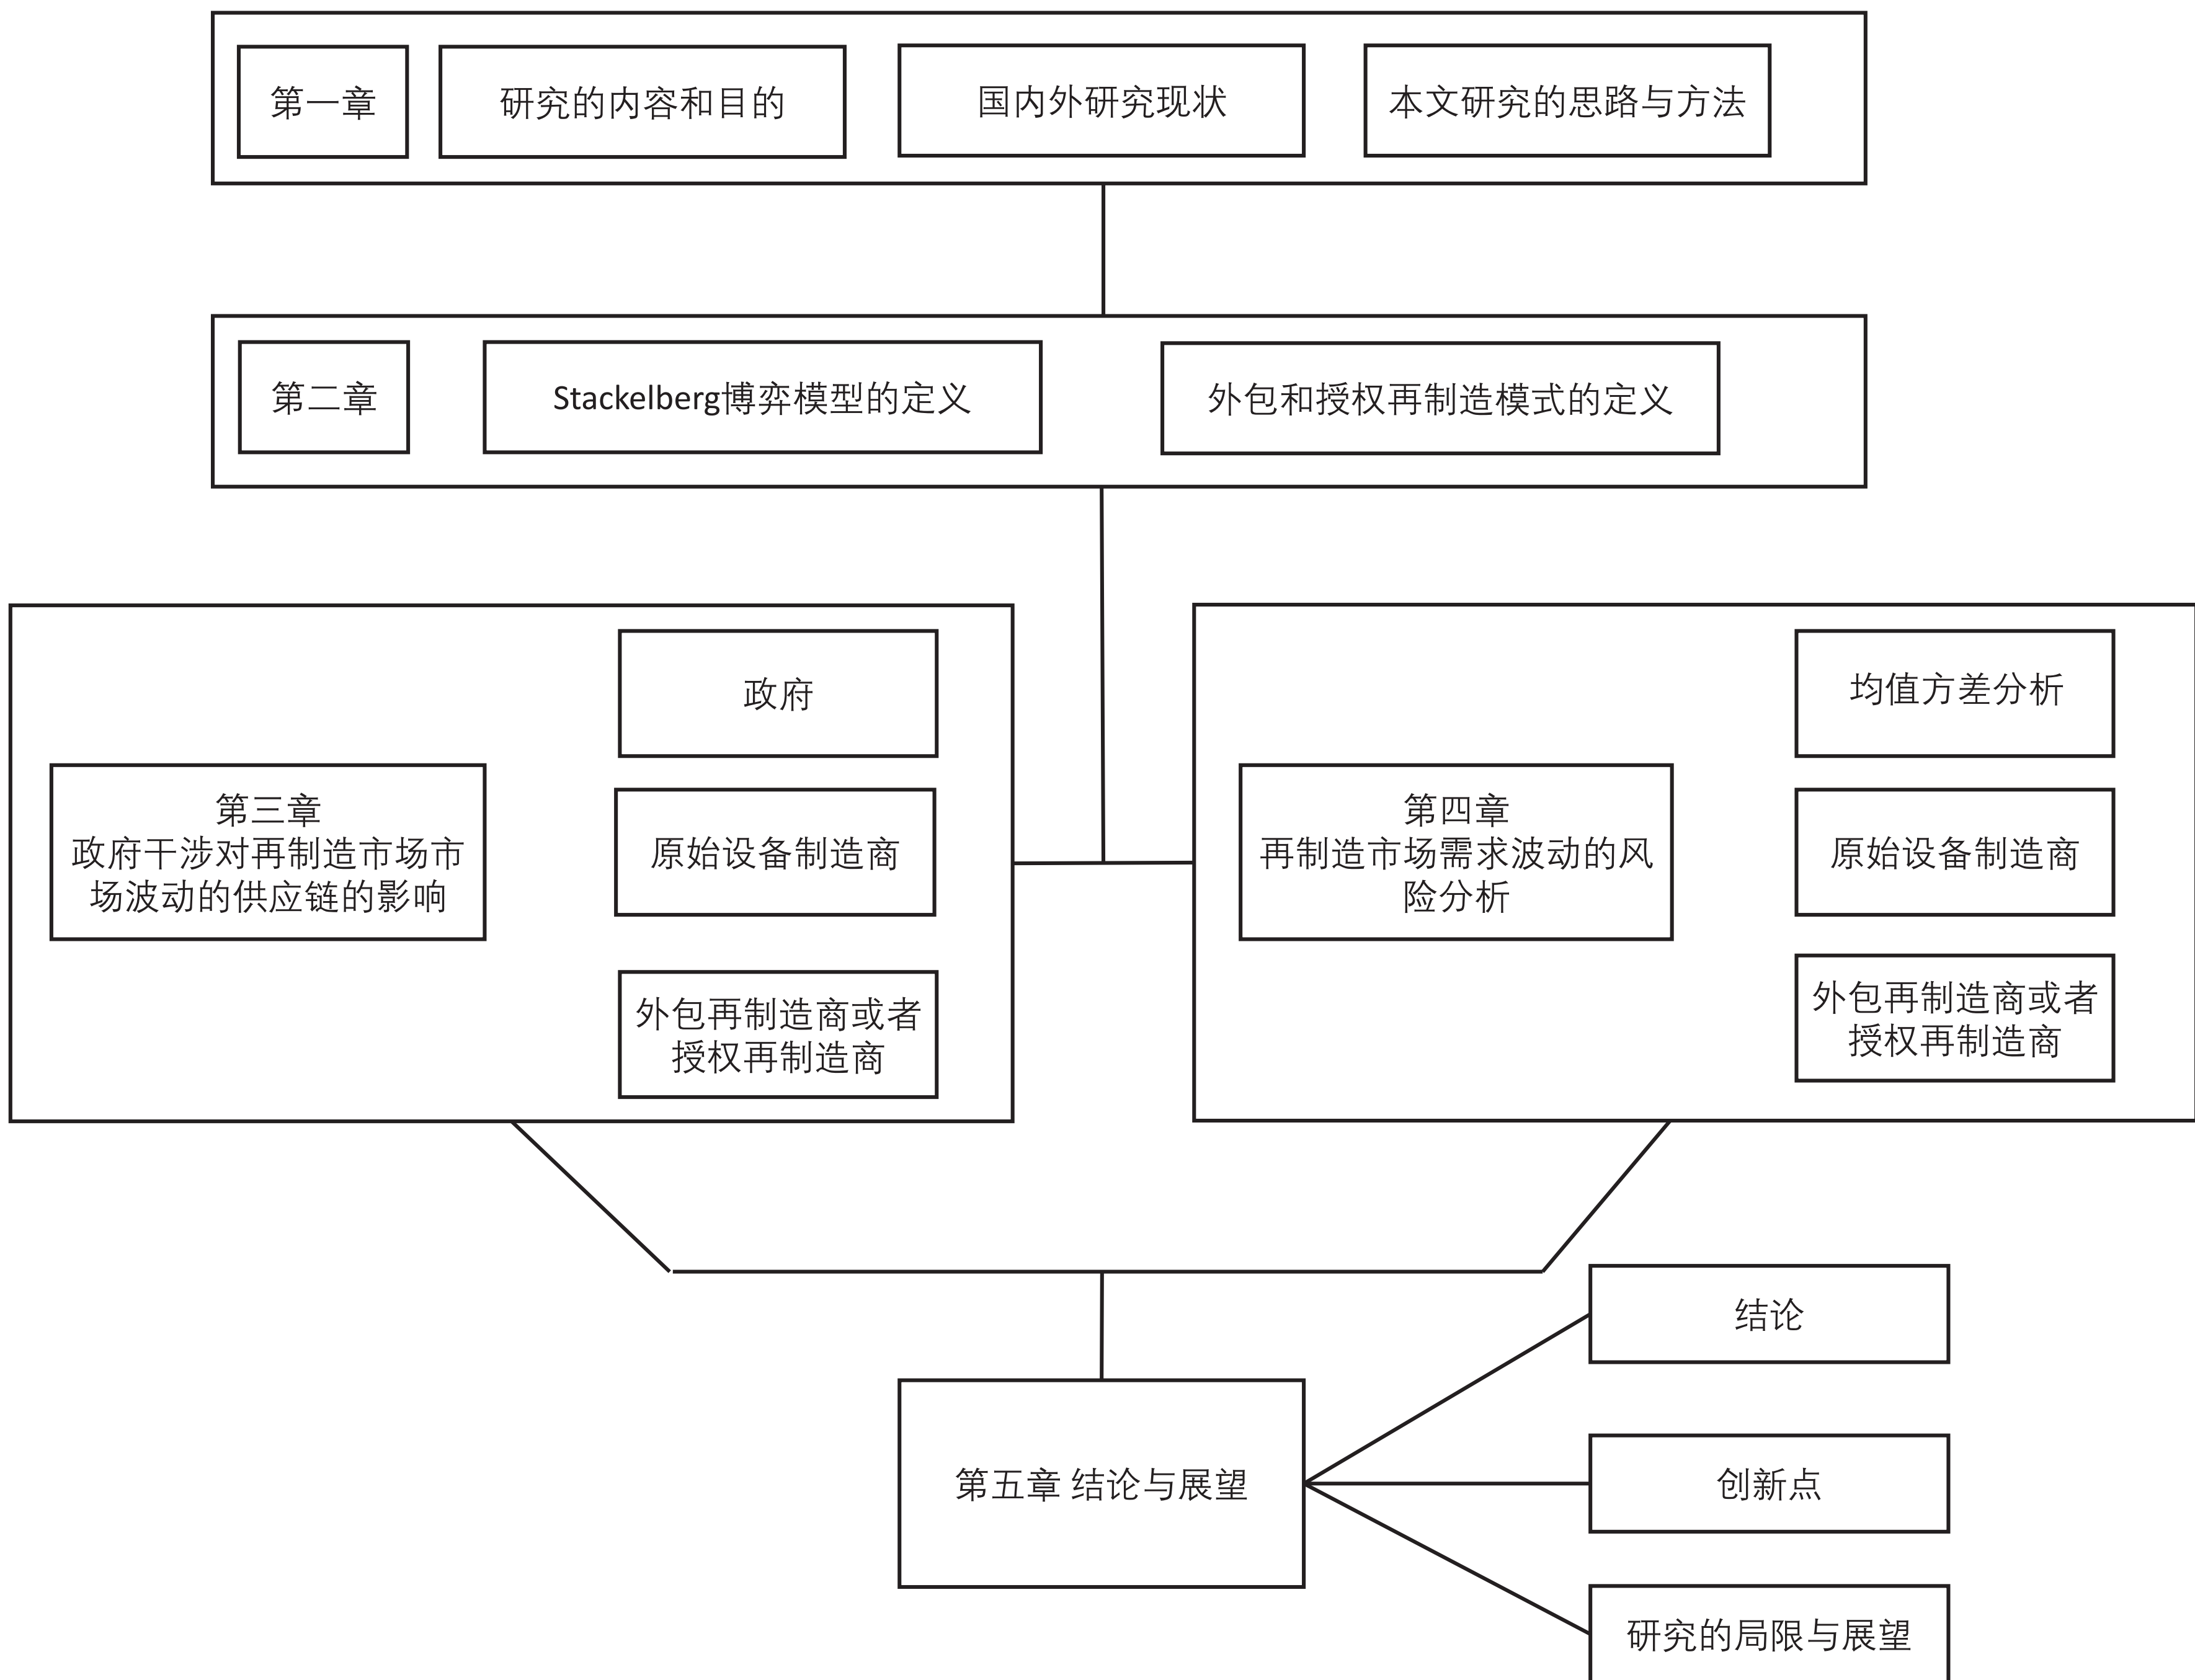 第一章
研究的内容和目的
国内外研究现状
本文研究的思路与方法
第二章
Stackelberg博弈模型的定义
外包和授权再制造模式的定义
第三章
政府干涉对再制造市场市
场波动的供应链的影响
政府
原始设备制造商
外包再制造商或者
授权再制造商
第四章
再制造市场需求波动的风
险分析
均值方差分析
原始设备制造商
外包再制造商或者
授权再制造商
第五章 结论与展望
结论
创新点
研究的局限与展望